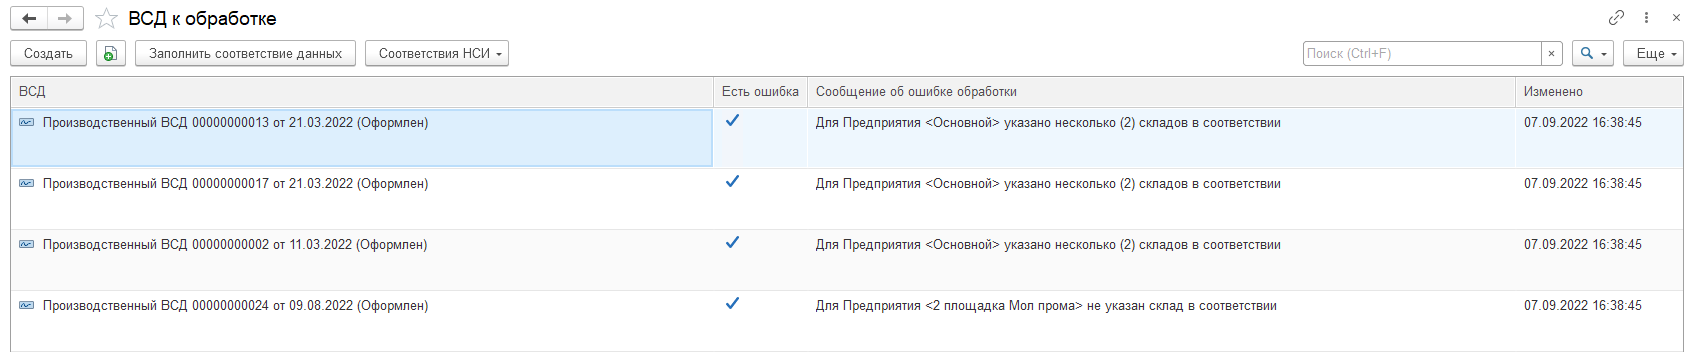 ВСД к обработке
Создать Заполнить соответствие данных Соответствия НСИ Поиск (Ctrl+F) × Еще
ВСД Есть ошибка Сообщение об ошибке обработки Изменено
Производственный ВСД 00000000013 от 21.03.2022 (Оформлен) Для Предприятия <Основной> указано несколько (2) складов в соответствии 07.09.2022 16:38:45
Производственный ВСД 00000000017 от 21.03.2022 (Оформлен) Для Предприятия <Основной> указано несколько (2) складов в соответствии 07.09.2022 16:38:45
Производственный ВСД 00000000002 от 11.03.2022 (Оформлен) Для Предприятия <Основной> указано несколько (2) складов в соответствии 07.09.2022 16:38:45
Производственный ВСД 00000000024 от 09.08.2022 (Оформлен) Для Предприятия <2 площадка Мол прома> не указан склад в соответствии 07.09.2022 16:38:45